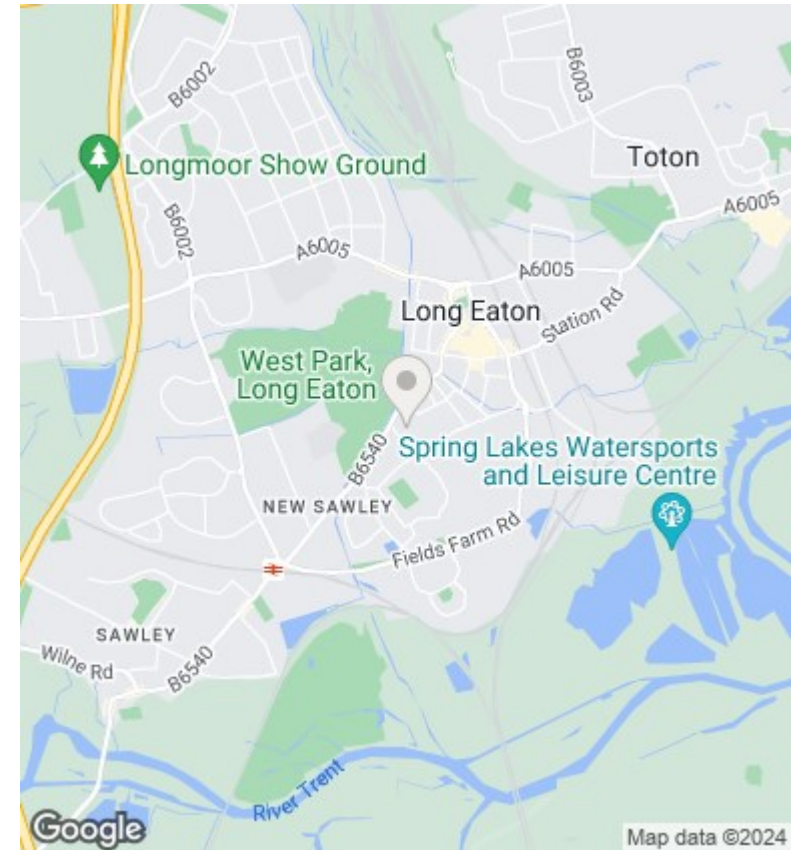 B6002
B6003
Toton
Longmoor Show Ground
A6005
B6002
A6005
A6005
Long Eaton
Station Rd
West Park,
Long Eaton
Spring Lakes Watersports
and Leisure Centre
B6540
NEW SAWLEY
Fields Farm Rd
SAWLEY
Wilne Rd
B6540
River Trent
Google
Map data ©2024